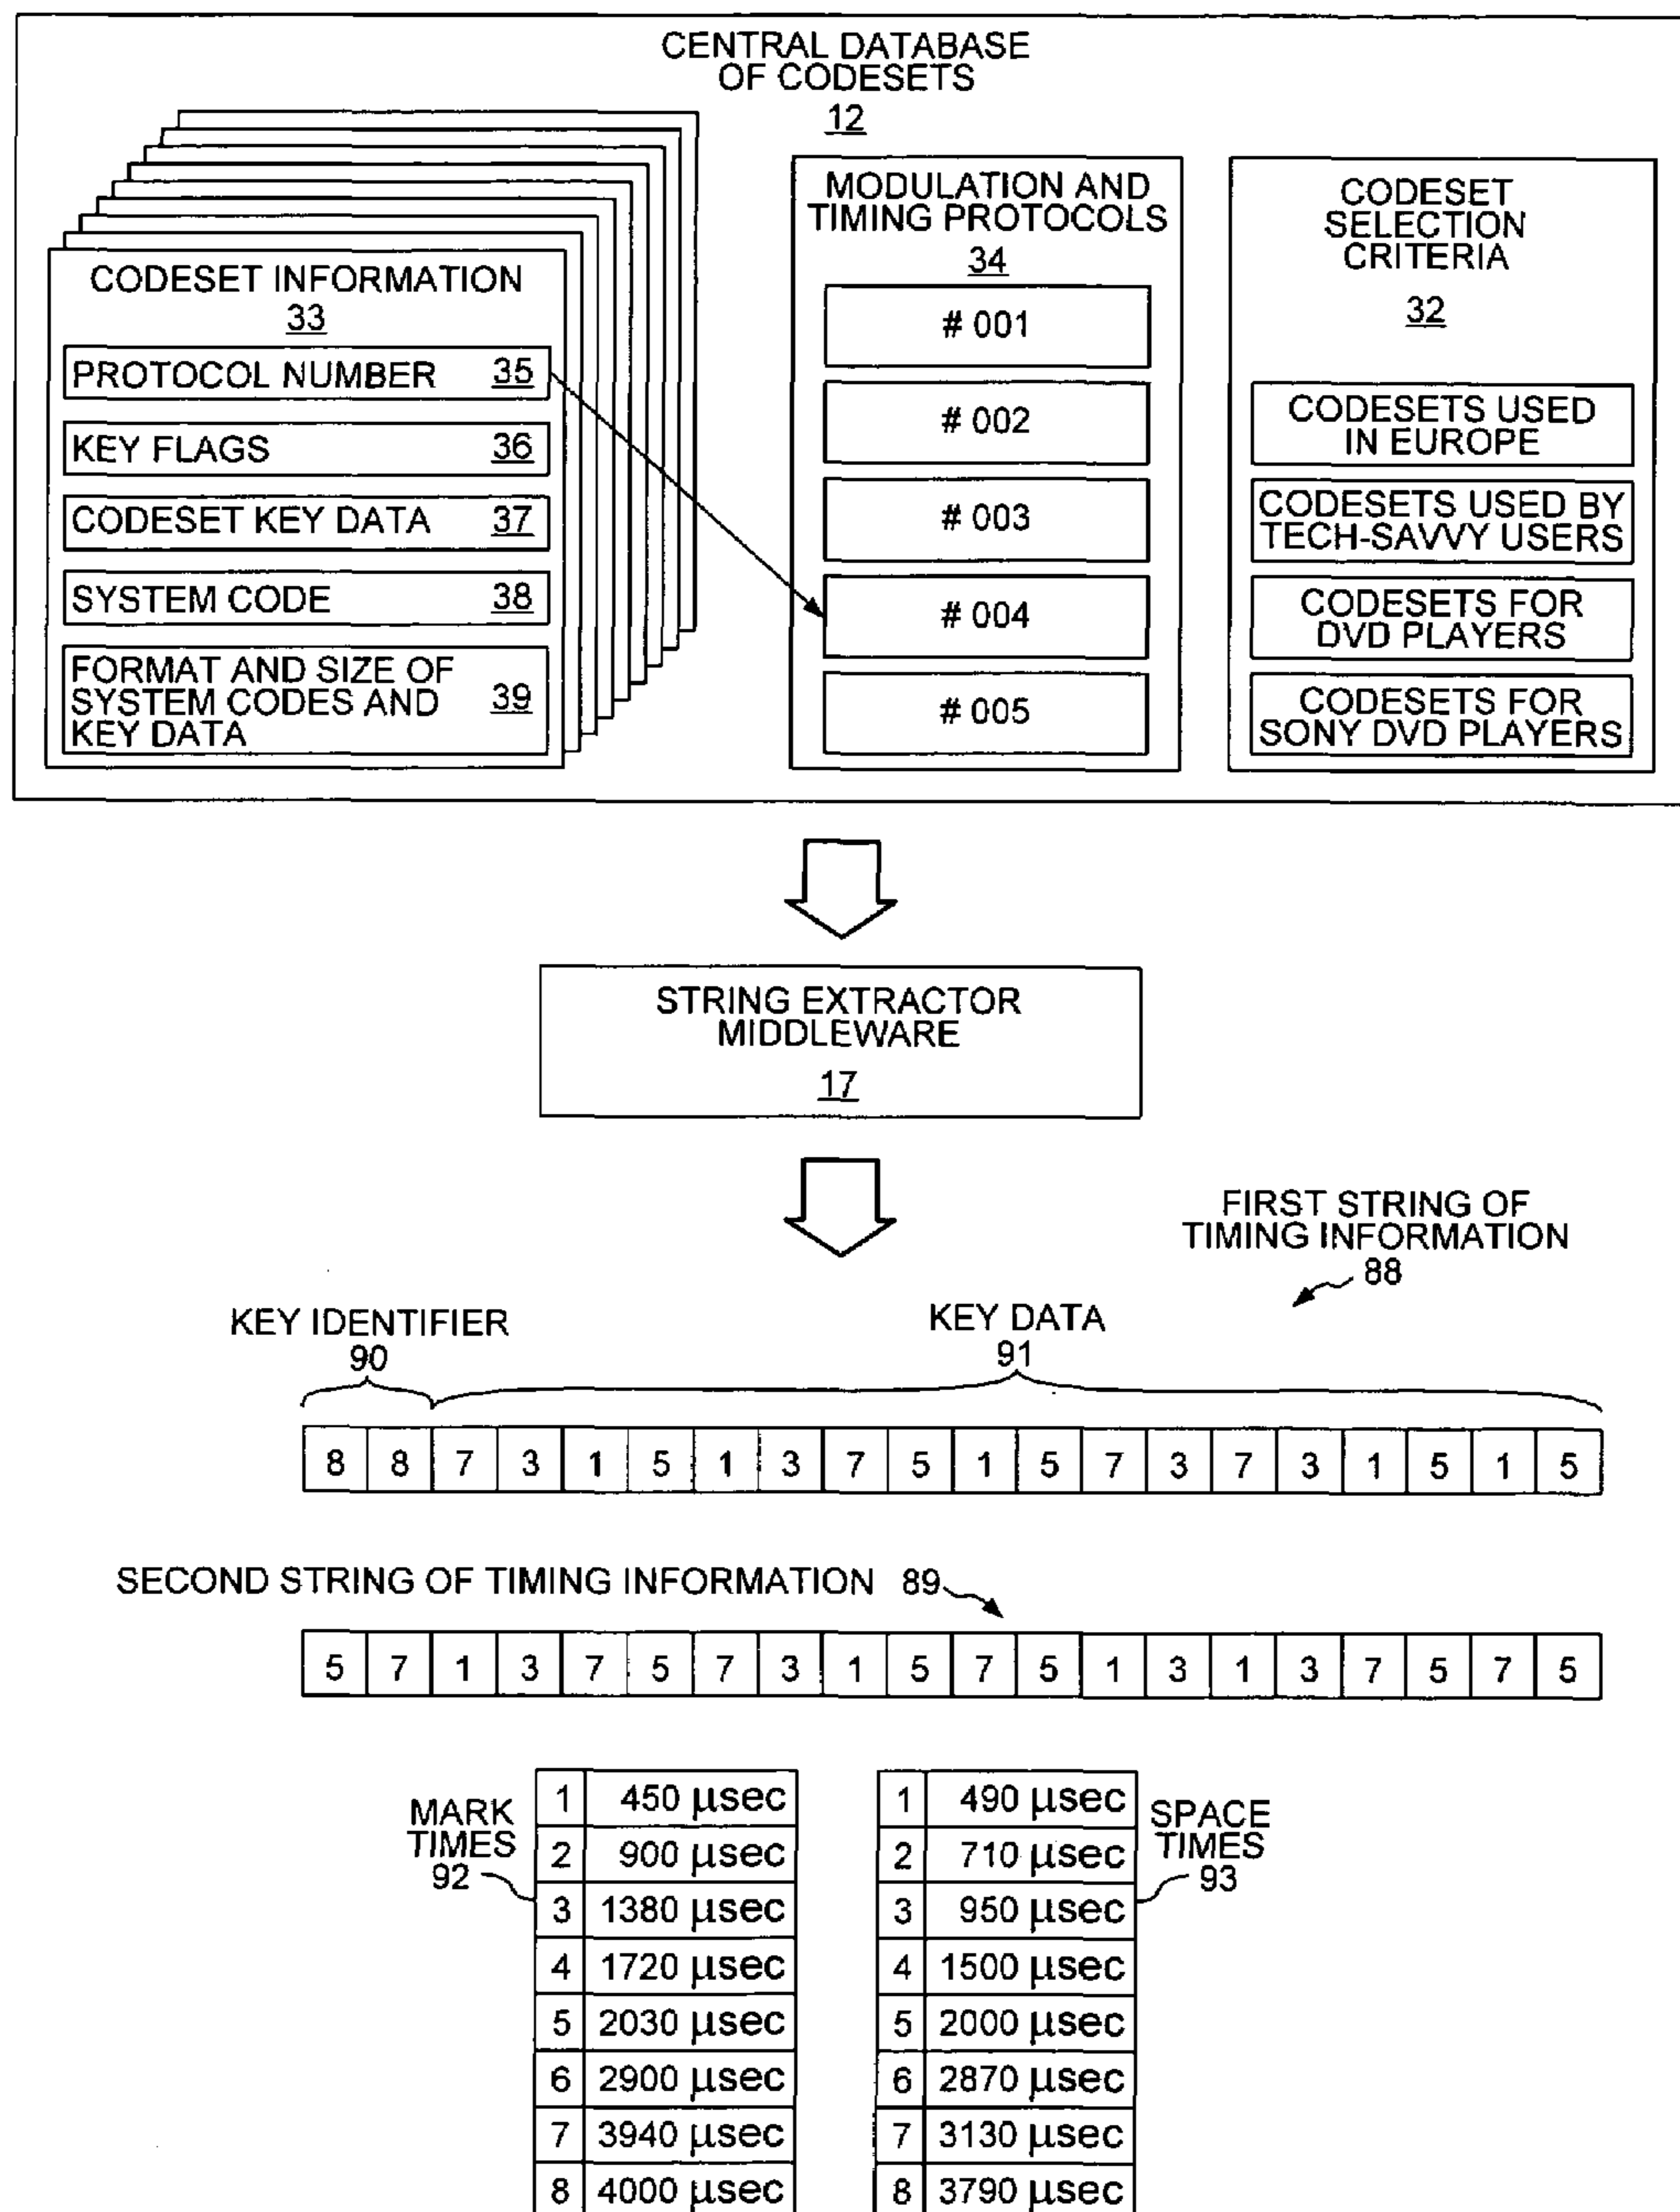 CENTRAL DATABASE
OF CODESETS
12
CODESET INFORMATION
33
PROTOCOL NUMBER 35
KEY FLAGS 36
CODESET KEY DATA 37
SYSTEM CODE 38
FORMAT AND SIZE OF
SYSTEM CODES AND 39
KEY DATA
MODULATION AND
TIMING PROTOCOLS
34
# 001
# 002
# 003
# 004
# 005
CODESET
SELECTION
CRITERIA
32
CODESETS USED
IN EUROPE
CODESETS USED BY
TECH-SAVVY USERS
CODESETS FOR
DVD PLAYERS
CODESETS FOR
SONY DVD PLAYERS
STRING EXTRACTOR
MIDDLEWARE
17
FIRST STRING OF
TIMING INFORMATION
88
KEY IDENTIFIER
90
KEY DATA
91
8 8 7 3 1 5 1 3 7 5 1 5 7 3 7 3 1 5 1 5
SECOND STRING OF TIMING INFORMATION 89
5 7 1 3 7 5 7 3 1 5 7 5 1 3 1 3 7 5 7 5
MARK
TIMES
92
1 450 µsec
2 900 µsec
3 1380 µsec
4 1720 µsec
5 2030 µsec
6 2900 µsec
7 3940 µsec
8 4000 µsec
1 490 µsec
2 710 µsec
3 950 µsec
4 1500 µsec
5 2000 µsec
6 2870 µsec
7 3130 µsec
8 3790 µsec
SPACE
TIMES
93